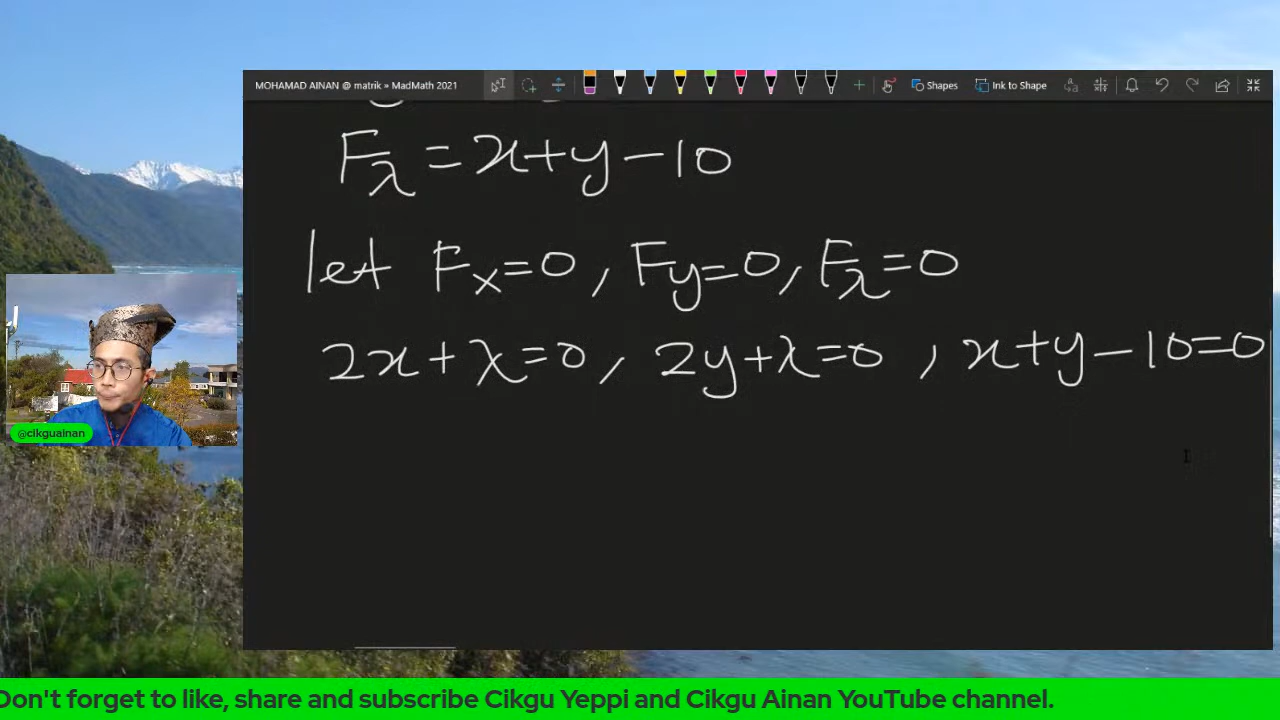 MOHAMAD AINAN @ matrik » MadMath 2021
Shapes
Ink to Shape
Fλ = x+y-10
let Fx=0, Fy=0, Fλ=0
2x+λ=0, 2y+λ=0, x+y-10=0
@cikguainan
Don't forget to like, share and subscribe Cikgu Yeppi and Cikgu Ainan YouTube channel.